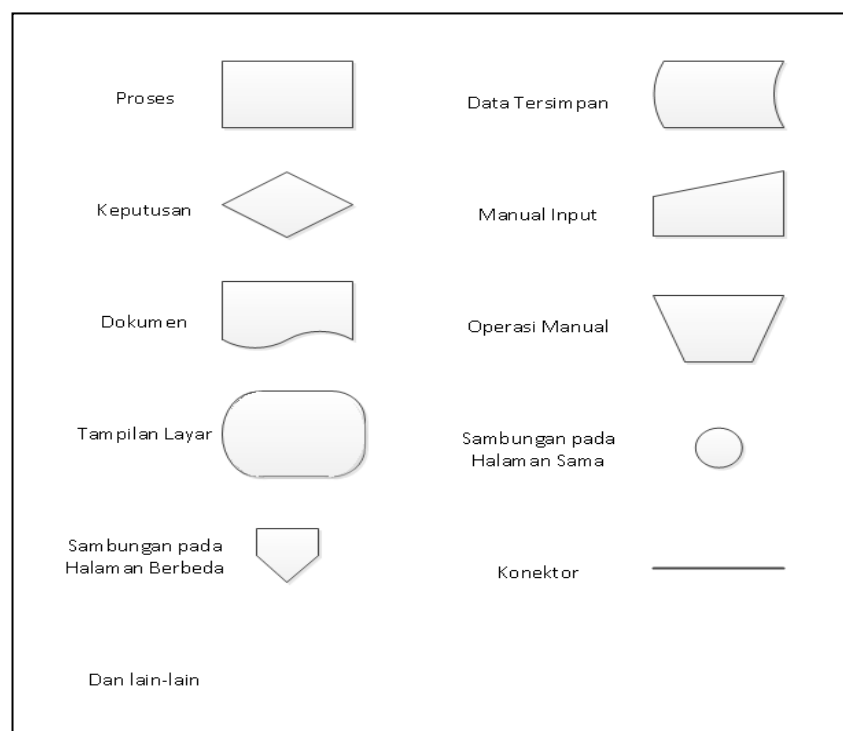 Proses
Data Tersimpan
Keputusan
Manual Input
Dokumen
Operasi Manual
Tampilan Layar
Sambungan pada
Halaman Sama
Sambungan pada
Halaman Berbeda
Konektor
Dan lain-lain